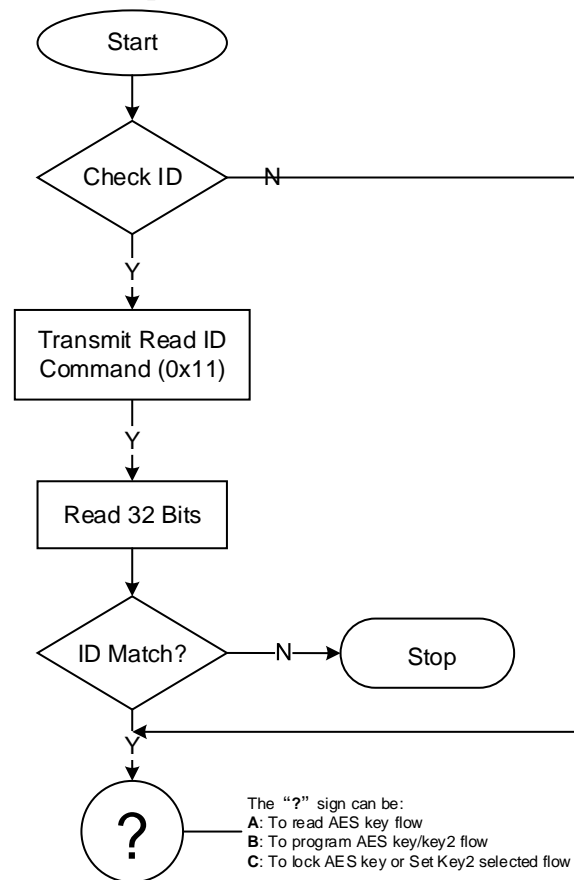 Start
Check ID
N
Y
Transmit Read ID
Command (0x11)
Y
Read 32 Bits
ID Match?
N
Stop
Y
?
The “?” sign can be:
A: To read AES key flow
B: To program AES key/key2 flow
C: To lock AES key or Set Key2 selected flow